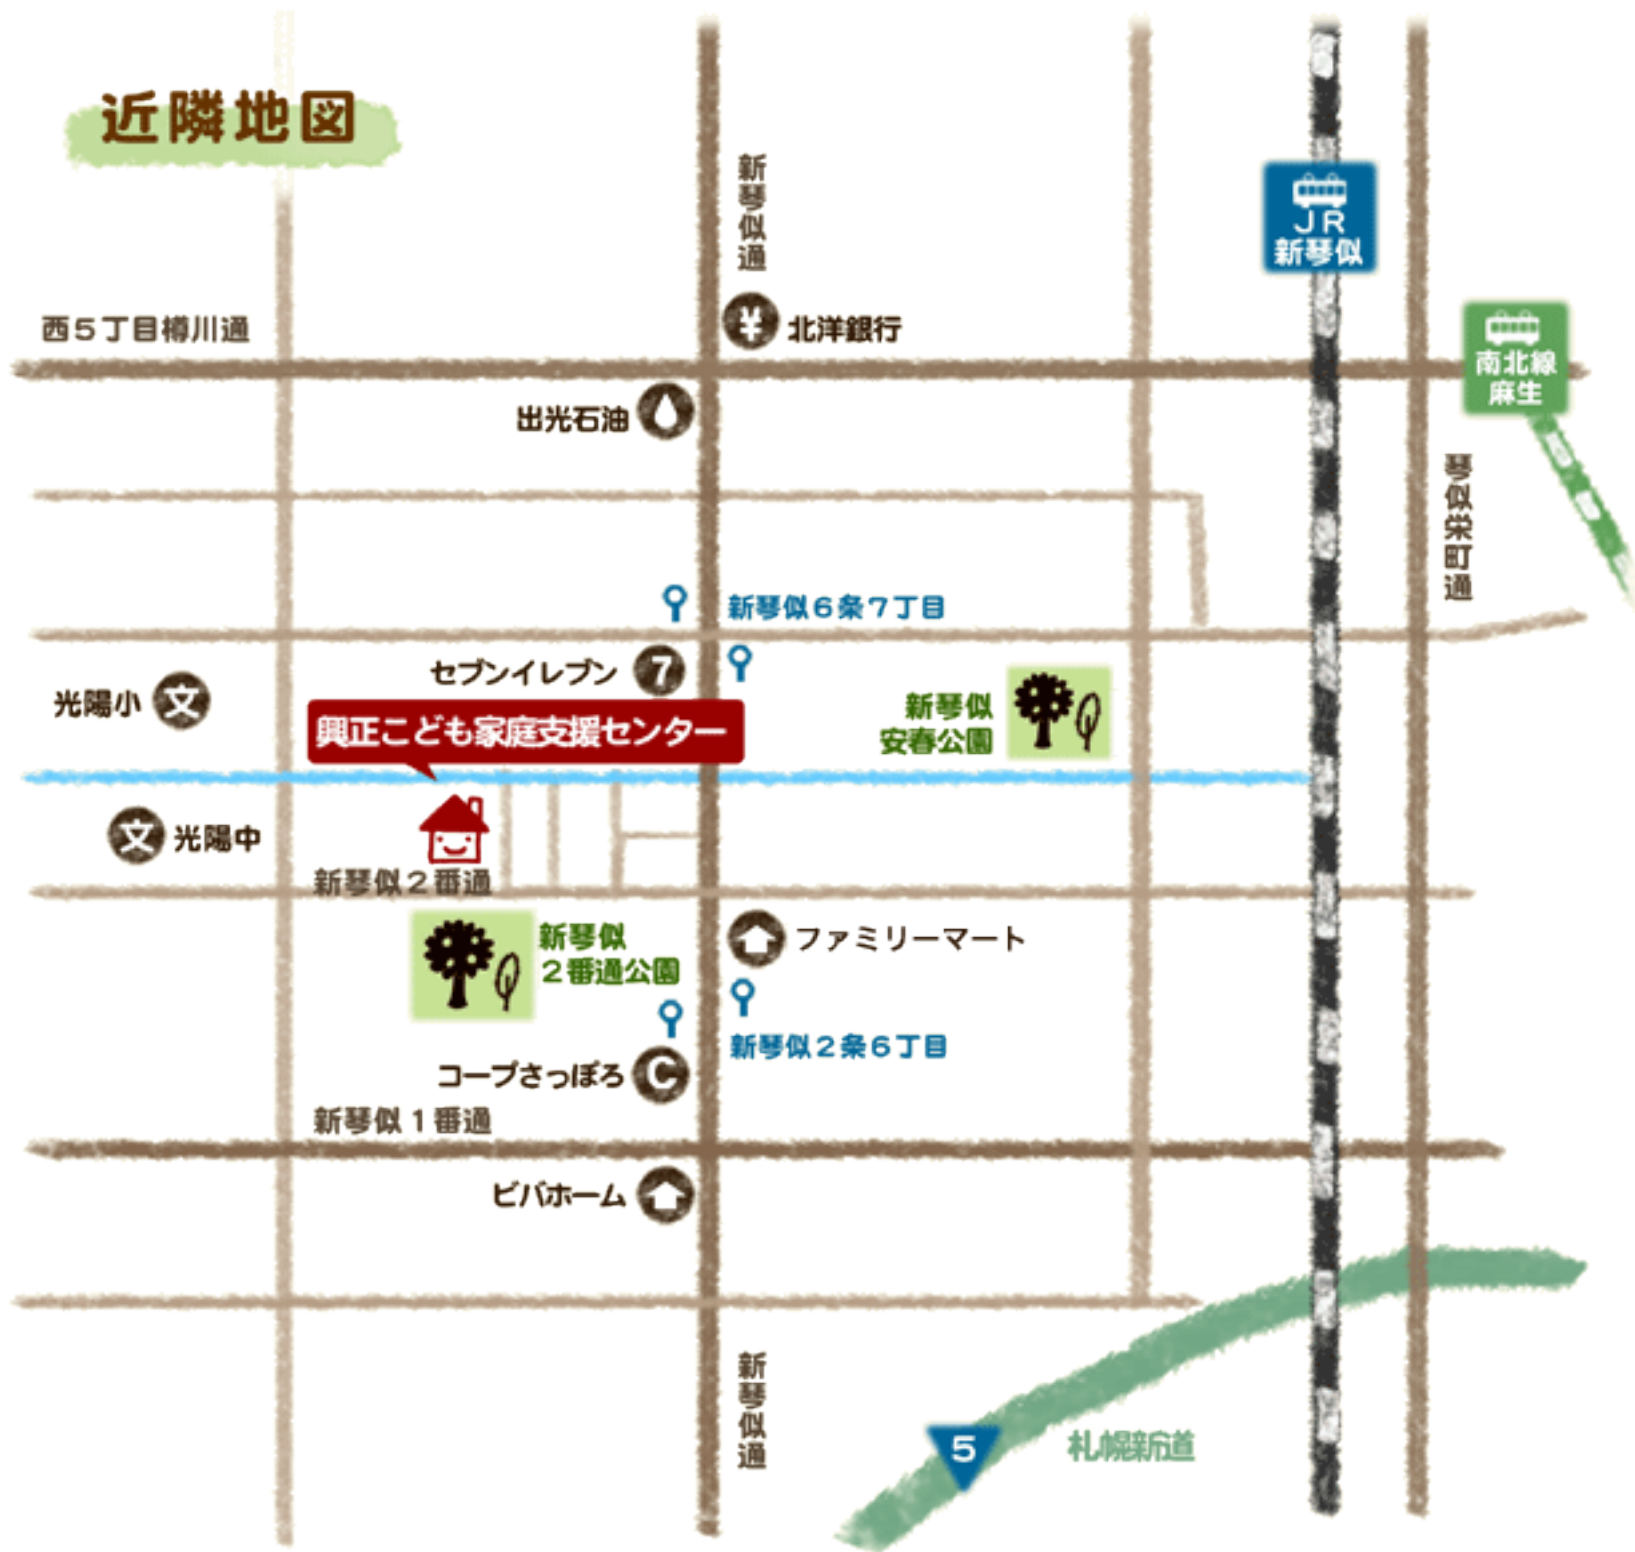 近隣地図
新琴似通
JR
新琴似
西5丁目樽川通
¥
北洋銀行
南北線
麻生
出光石油
琴似栄町通
新琴似6条7丁目
セブンイレブン
7
光陽小
文
新琴似
安春公園
興正こども家庭支援センター
文
光陽中
新琴似2番通
新琴似
2番通公園
ファミリーマート
新琴似2条6丁目
コープさっぽろ
C
新琴似1番通
ビバホーム
新琴似通
5
札幌新道